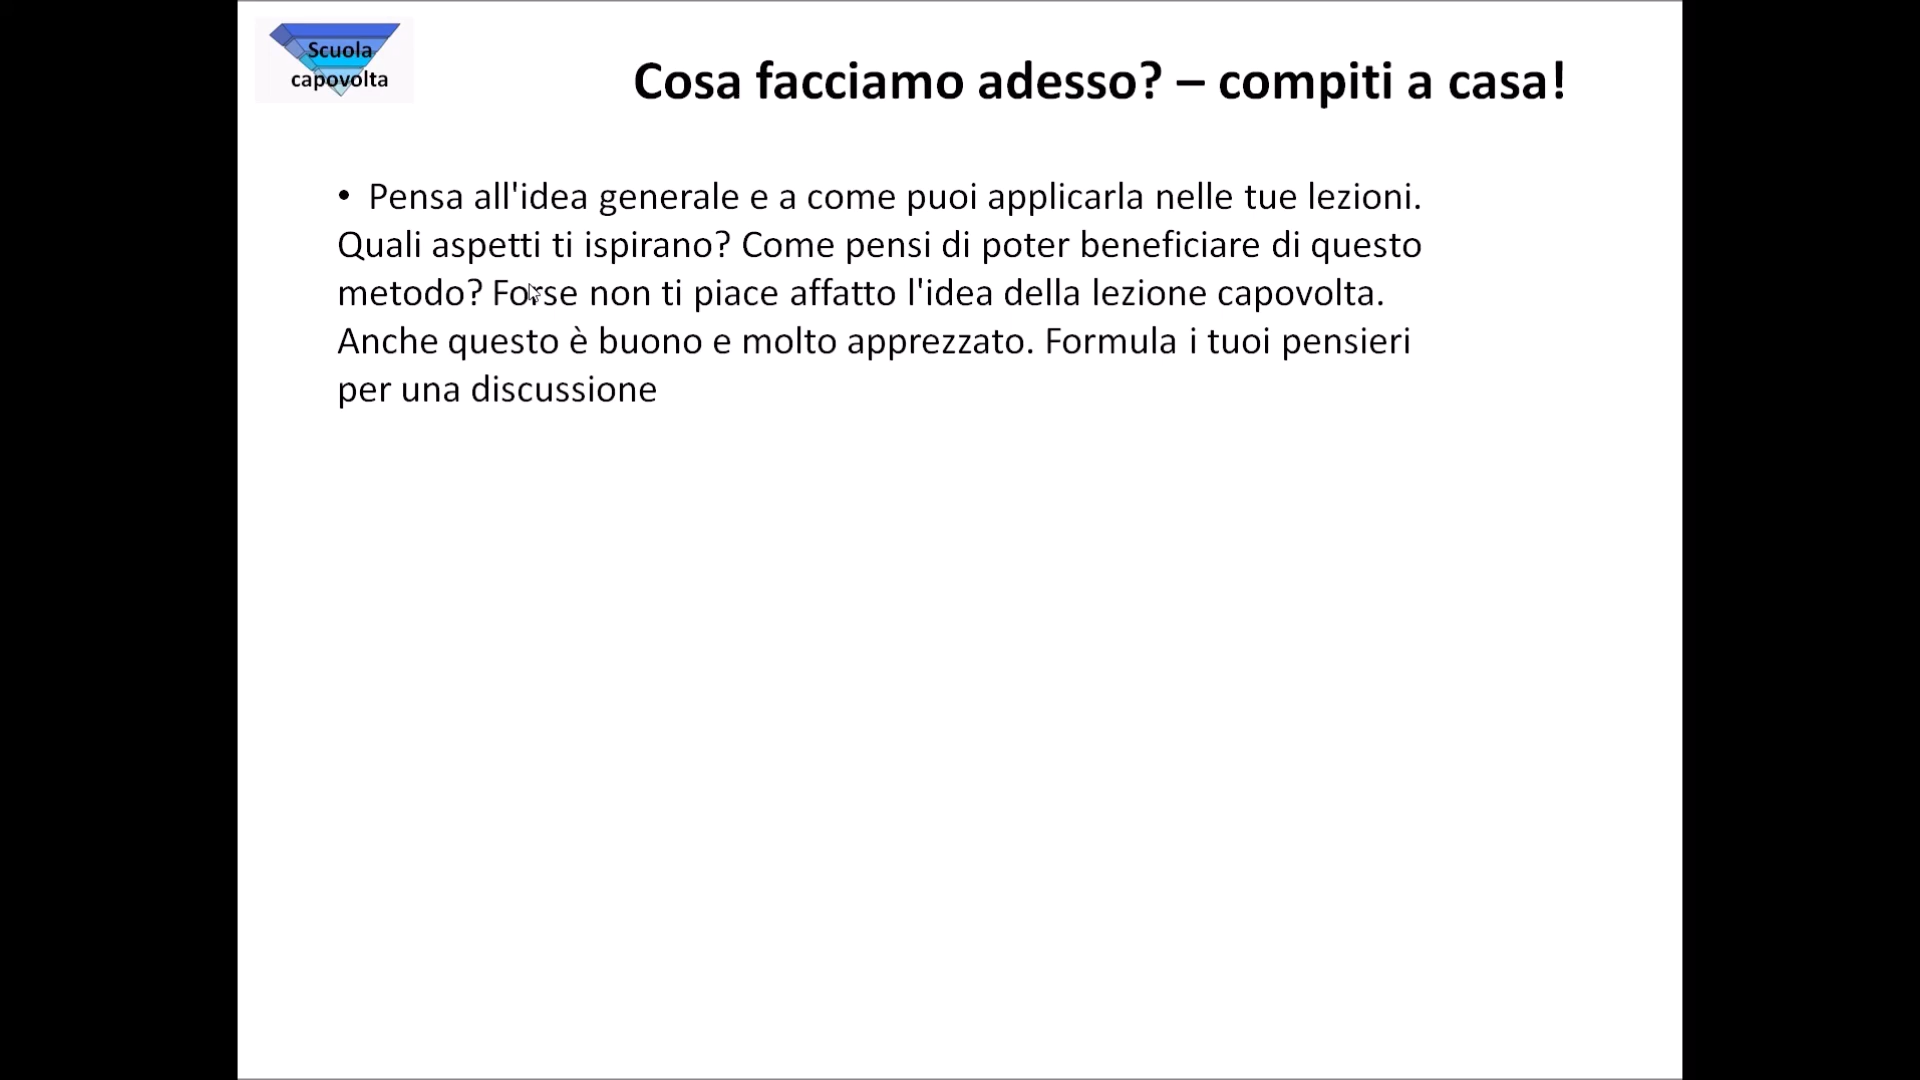 Scuola
capovolta
Cosa facciamo adesso? – compiti a casa!
• Pensa all'idea generale e a come puoi applicarla nelle tue lezioni.
Quali aspetti ti ispirano? Come pensi di poter beneficiare di questo
metodo? Forse non ti piace affatto l'idea della lezione capovolta.
Anche questo è buono e molto apprezzato. Formula i tuoi pensieri
per una discussione